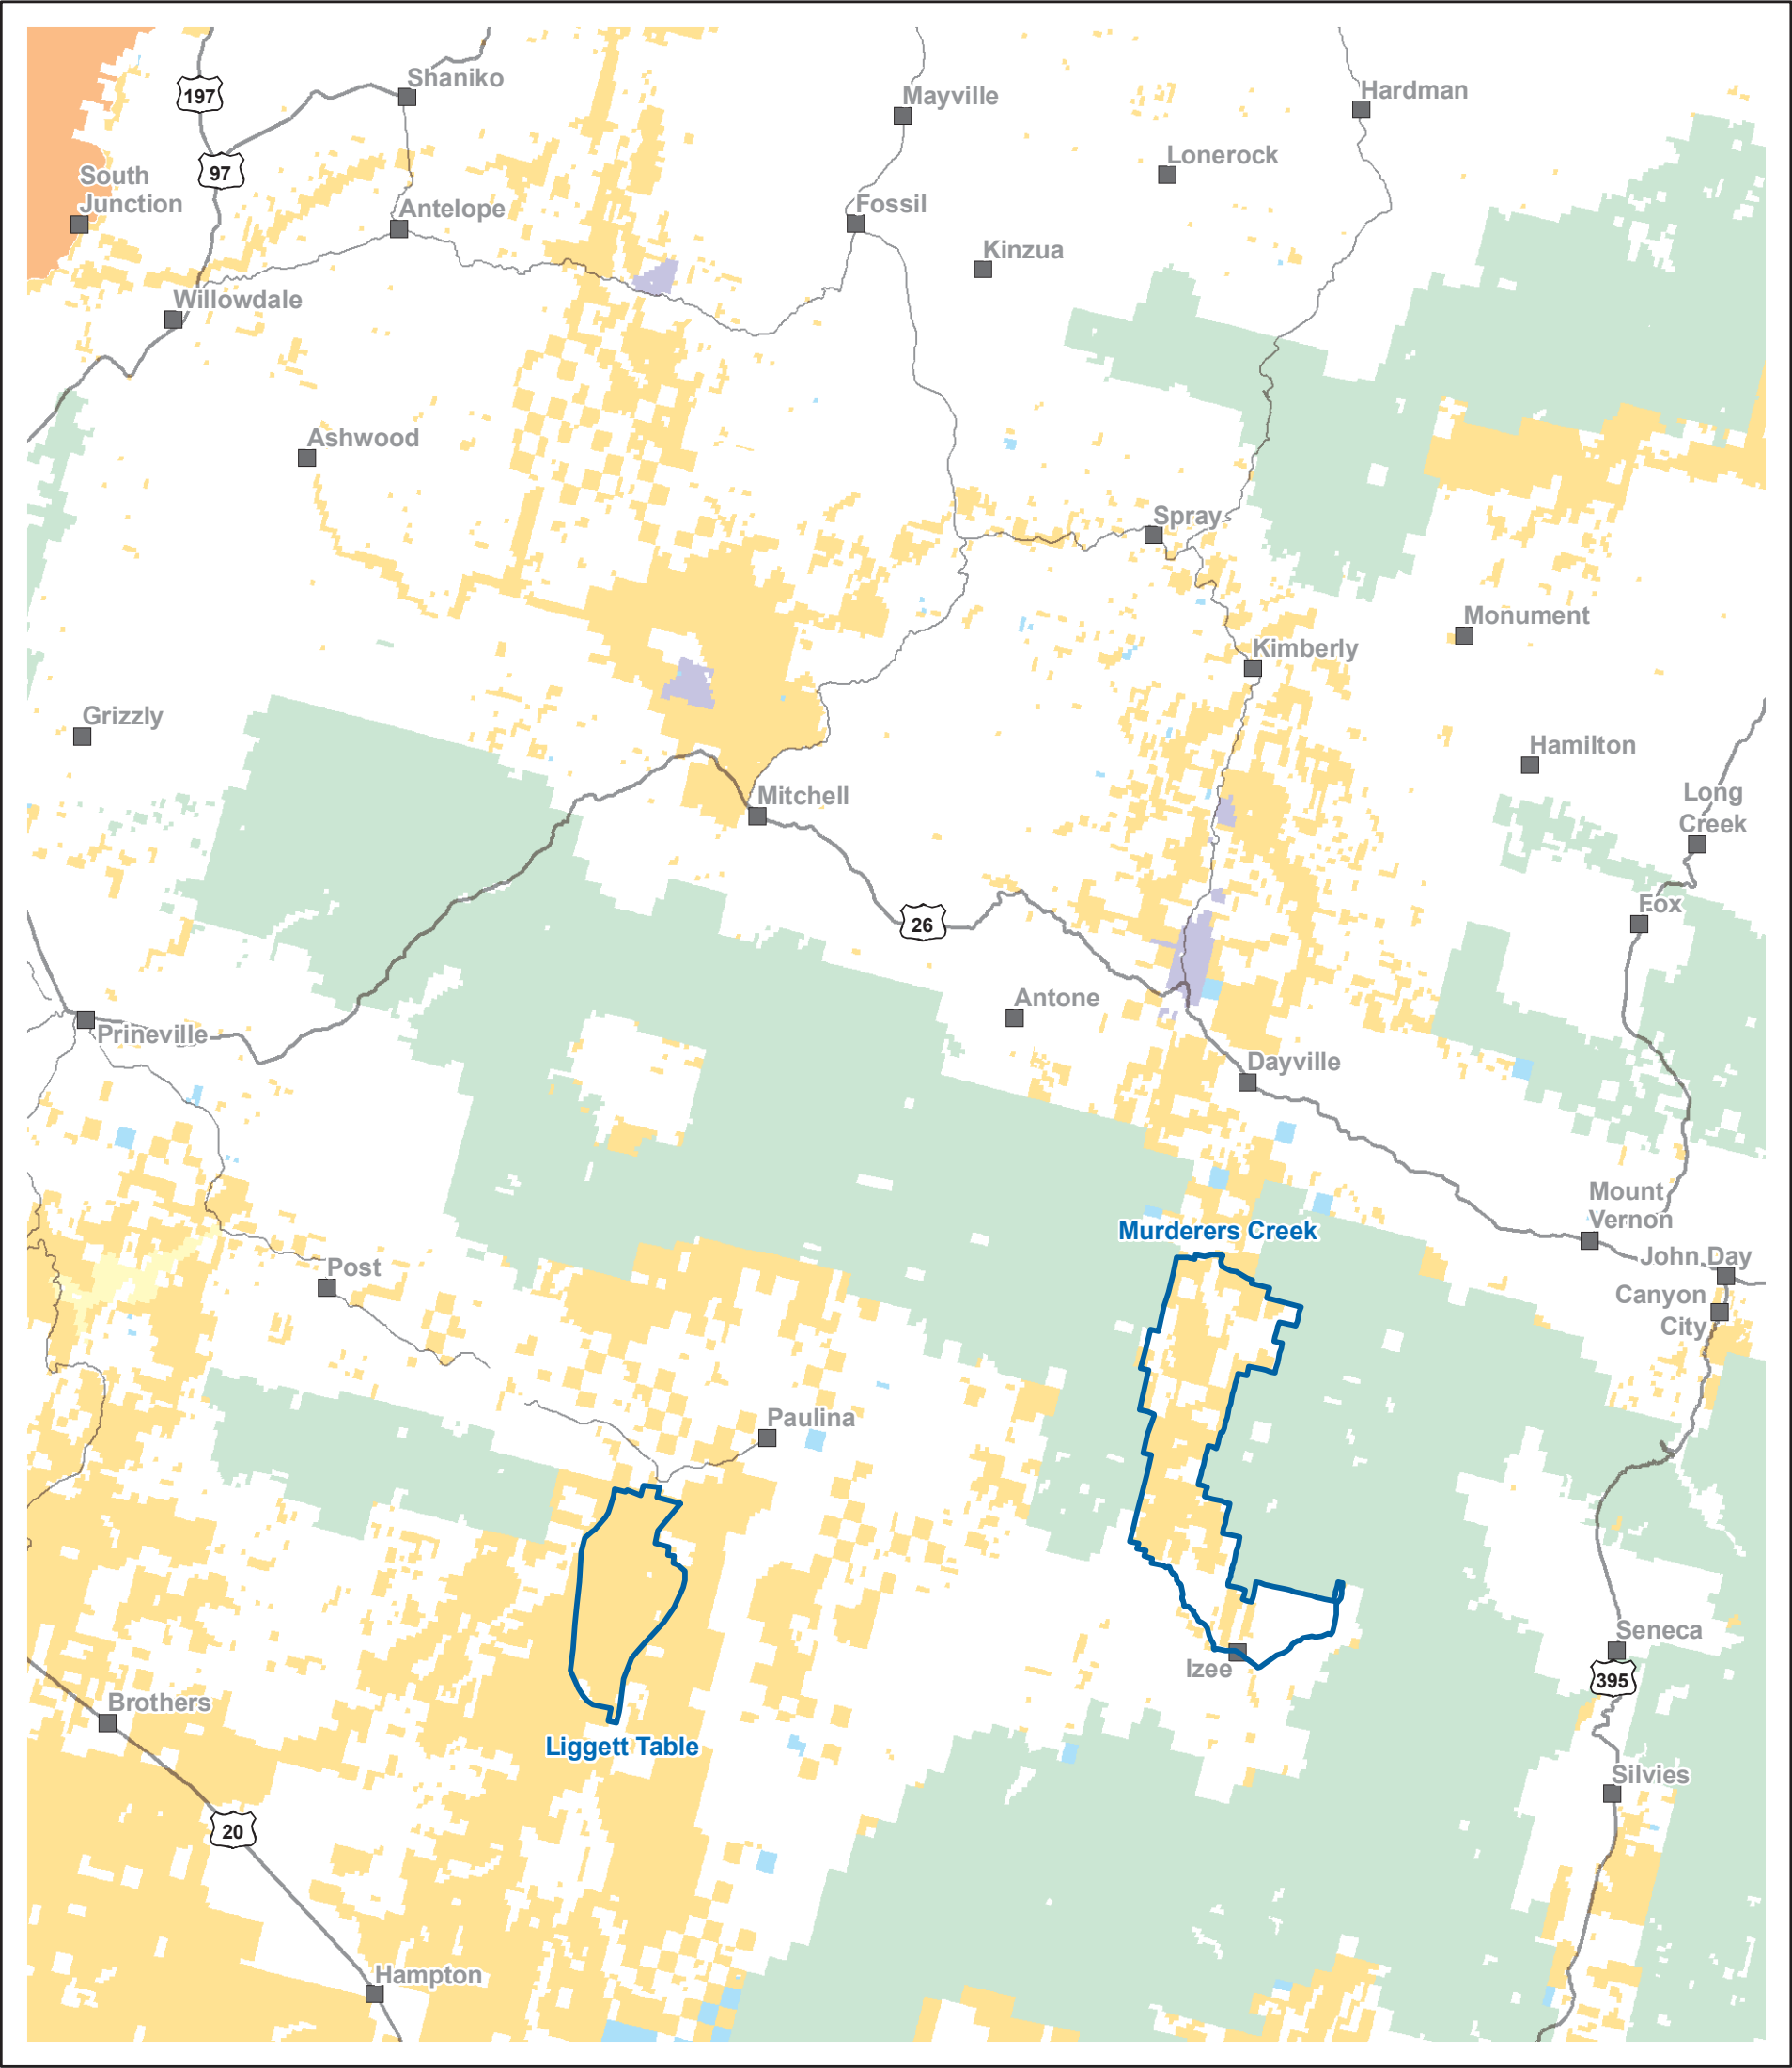 Shaniko
197
Mayville
Hardman
Lonerock
97
South
Junction
Antelope
Fossil
Kinzua
Willowdale
Ashwood
Spray
Monument
Kimberly
Grizzly
Hamilton
Mitchell
Long
Creek
Fox
26
Antone
Prineville
Dayville
Mount
Vernon
Murderers Creek
John Day
Post
Canyon
City
Paulina
Seneca
Izee
395
Brothers
Liggett Table
Silvies
20
Hampton